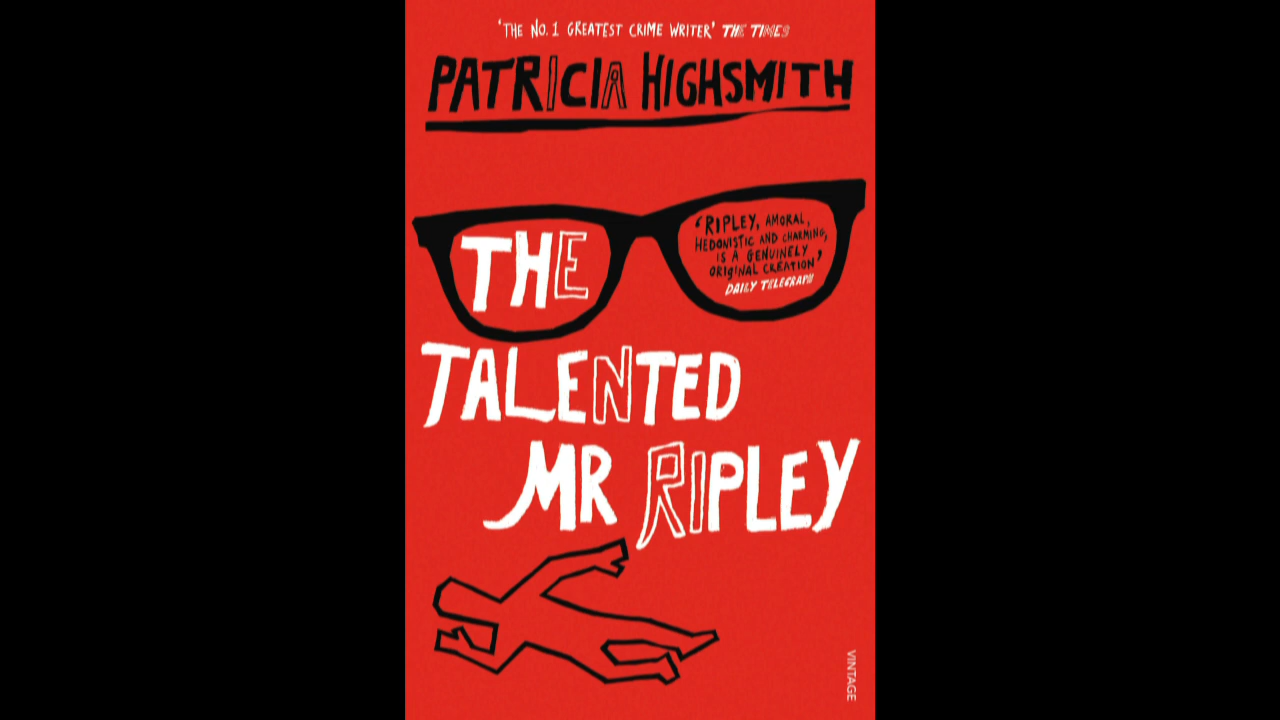 ‘THE NO. 1 GREATEST CRIME WRITER’ THE TIMES
PATRICIA HIGHSMITH
THE
‘RIPLEY, AMORAL,
HEDONISTIC AND CHARMING,
IS A GENUINELY
ORIGINAL CREATION’
DAILY TELEGRAPH
TALENTED
MR RIPLEY
VINTAGE